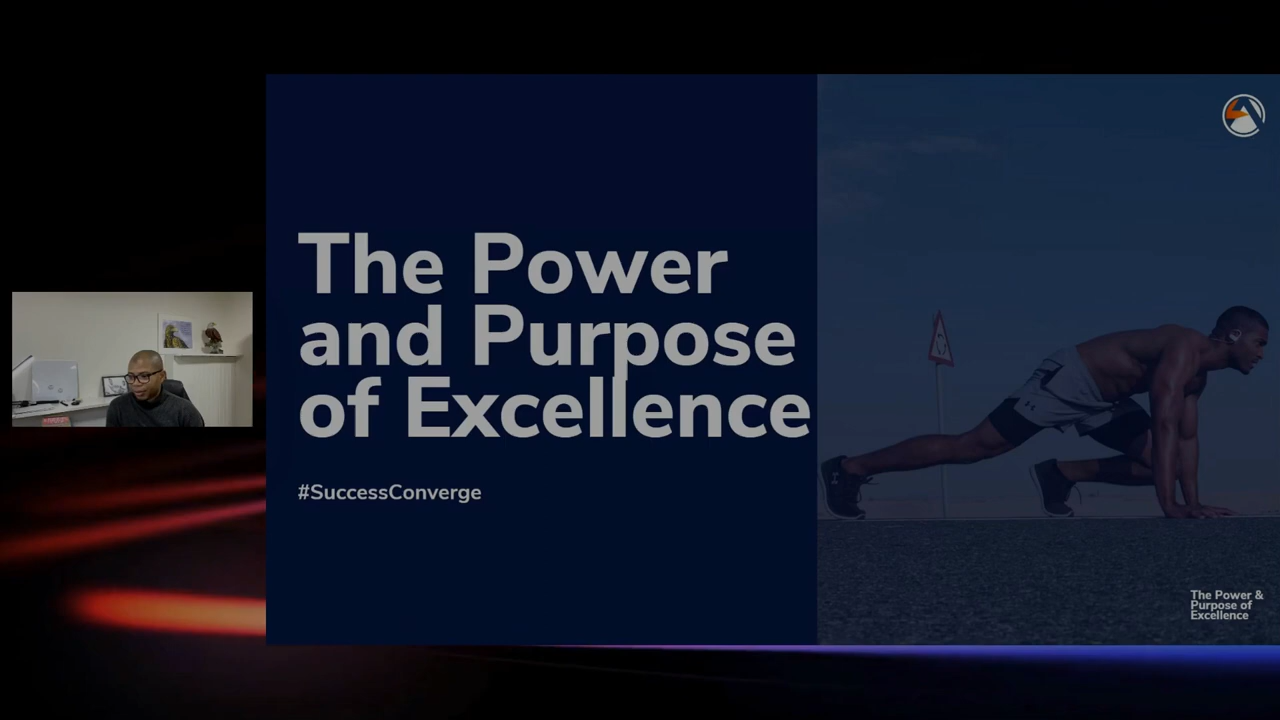 The Power
and Purpose
of Excellence
#SuccessConverge
The Power &
Purpose of
Excellence